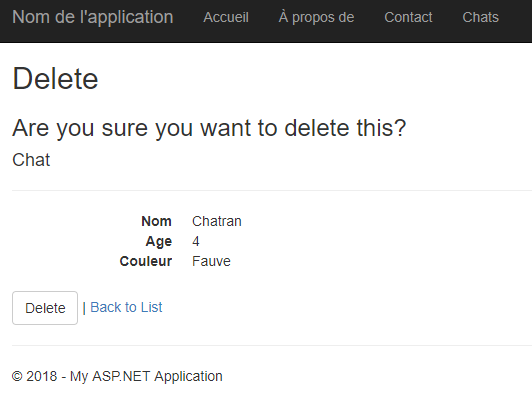 Nom de l'application Accueil À propos de Contact Chats
Delete
Are you sure you want to delete this?
Chat
Nom Chatran
Age 4
Couleur Fauve
Delete | Back to List
© 2018 - My ASP.NET Application